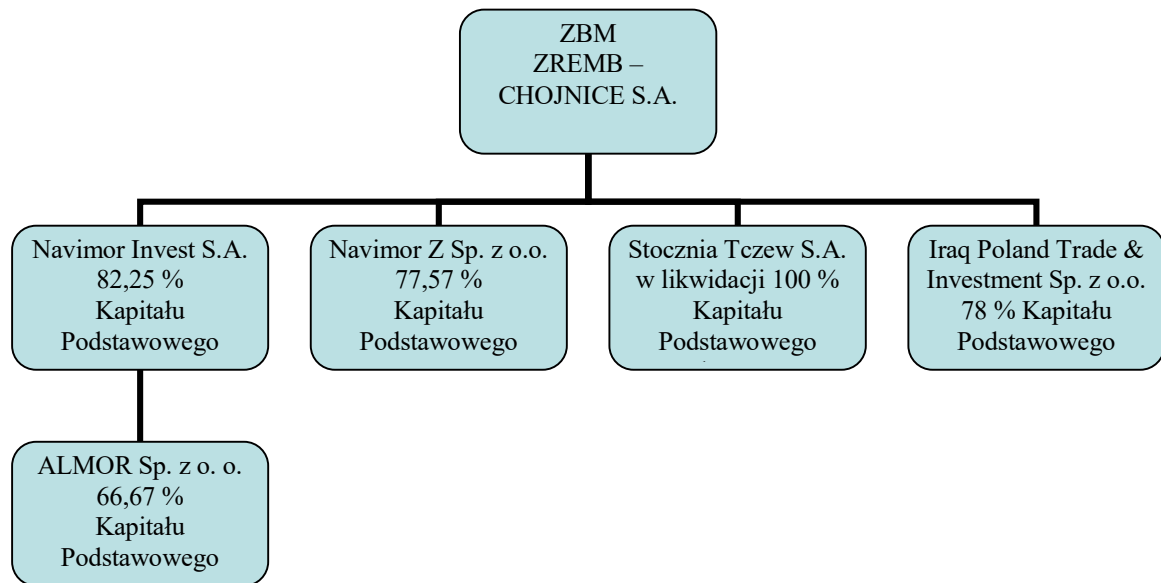 ZBM
ZREMB –
CHOJNICE S.A.
Navimor Invest S.A.
82,25 %
Kapitału
Podstawowego
Navimor Z Sp. z o.o.
77,57 %
Kapitału
Podstawowego
Stocznia Tczew S.A.
w likwidacji 100 %
Kapitału
Podstawowego
Iraq Poland Trade &
Investment Sp. z o.o.
78 % Kapitału
Podstawowego
ALMOR Sp. z o. o.
66,67 %
Kapitału
Podstawowego